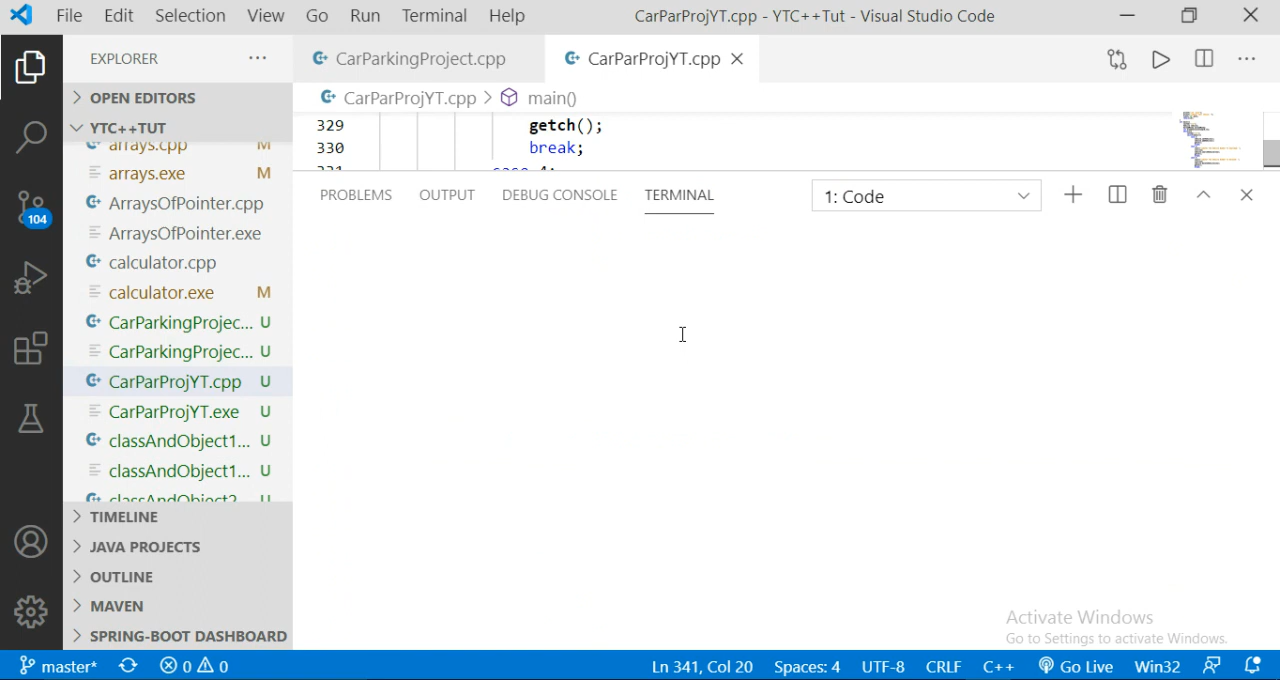 File Edit Selection View Go Run Terminal Help CarParProjYT.cpp - YTC++Tut - Visual Studio Code
EXPLORER ··· CarParkingProject.cpp CarParProjYT.cpp
OPEN EDITORS
CarParProjYT.cpp > main()
YTC++TUT
329 getch();
arrays.cpp M
330 break;
331 case 4:
arrays.exe M
PROBLEMS OUTPUT DEBUG CONSOLE TERMINAL 1: Code
ArraysOfPointer.cpp
104
ArraysOfPointer.exe
calculator.cpp
calculator.exe M
CarParkingProjec... U
CarParkingProjec... U
CarParProjYT.cpp U
CarParProjYT.exe U
classAndObject1... U
classAndObject1... U
classAndObject2 U
TIMELINE
JAVA PROJECTS
OUTLINE
MAVEN
SPRING-BOOT DASHBOARD
Activate Windows
Go to Settings to activate Windows.
master* 0 0 Ln 341, Col 20 Spaces: 4 UTF-8 CRLF C++ Go Live Win32